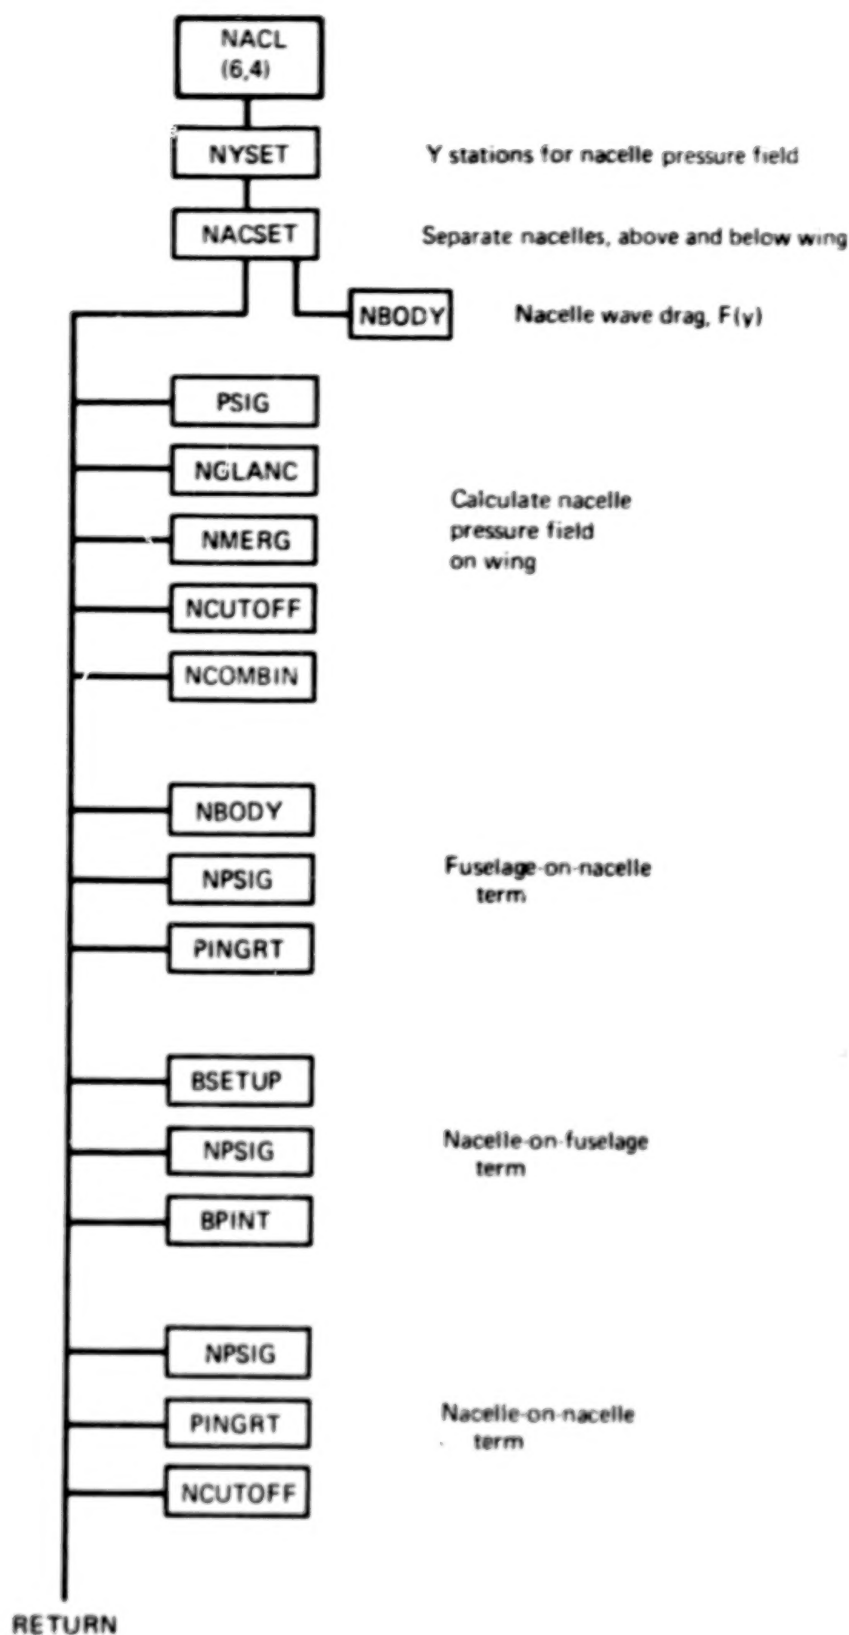 NACL
(6,4)
NYSET
Y stations for nacelle pressure field
NACSET
Separate nacelles, above and below wing
NBODY
Nacelle wave drag, F(y)
PSIG
NGLANC
NMERG
NCUTOFF
NCOMBIN
Calculate nacelle
pressure field
on wing
NBODY
NPSIG
PINGRT
Fuselage-on-nacelle
term
BSETUP
NPSIG
BPINT
Nacelle-on-fuselage
term
NPSIG
PINGRT
NCUTOFF
Nacelle-on-nacelle
term
RETURN